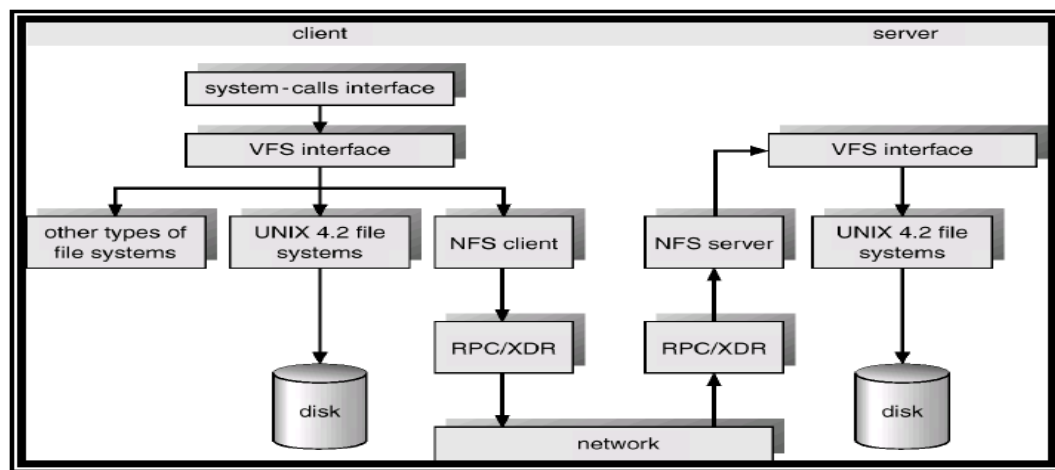 client
server
system-calls interface
VFS interface
VFS interface
other types of
file systems
UNIX 4.2 file
systems
NFS client
NFS server
UNIX 4.2 file
systems
RPC/XDR
RPC/XDR
disk
disk
network